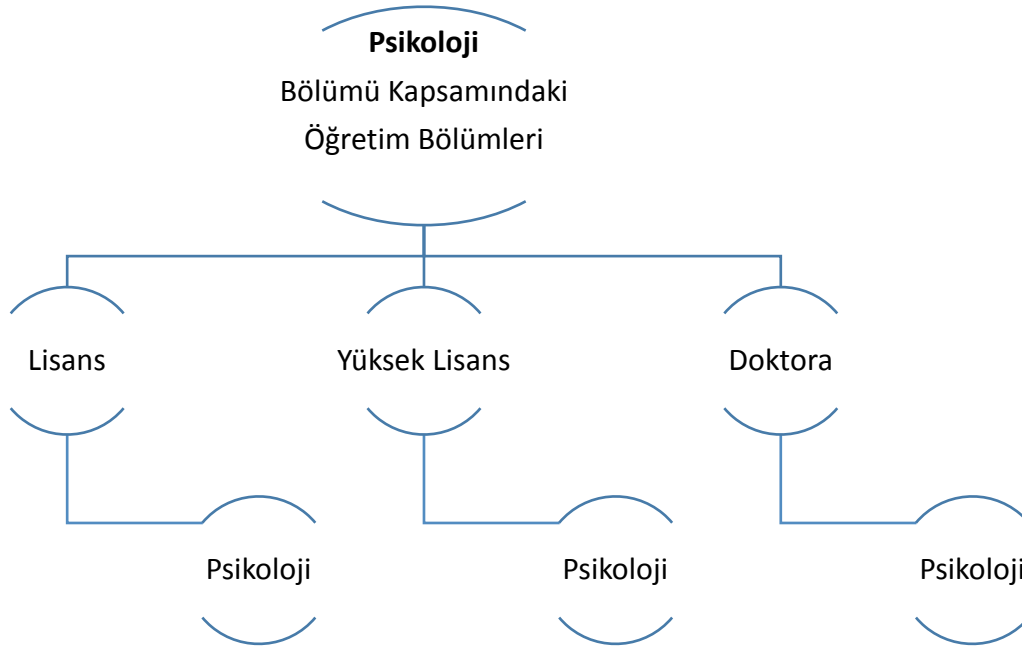 Psikoloji
Bölümü Kapsamındaki
Öğretim Bölümleri
Lisans
Yüksek Lisans
Doktora
Psikoloji
Psikoloji
Psikoloji